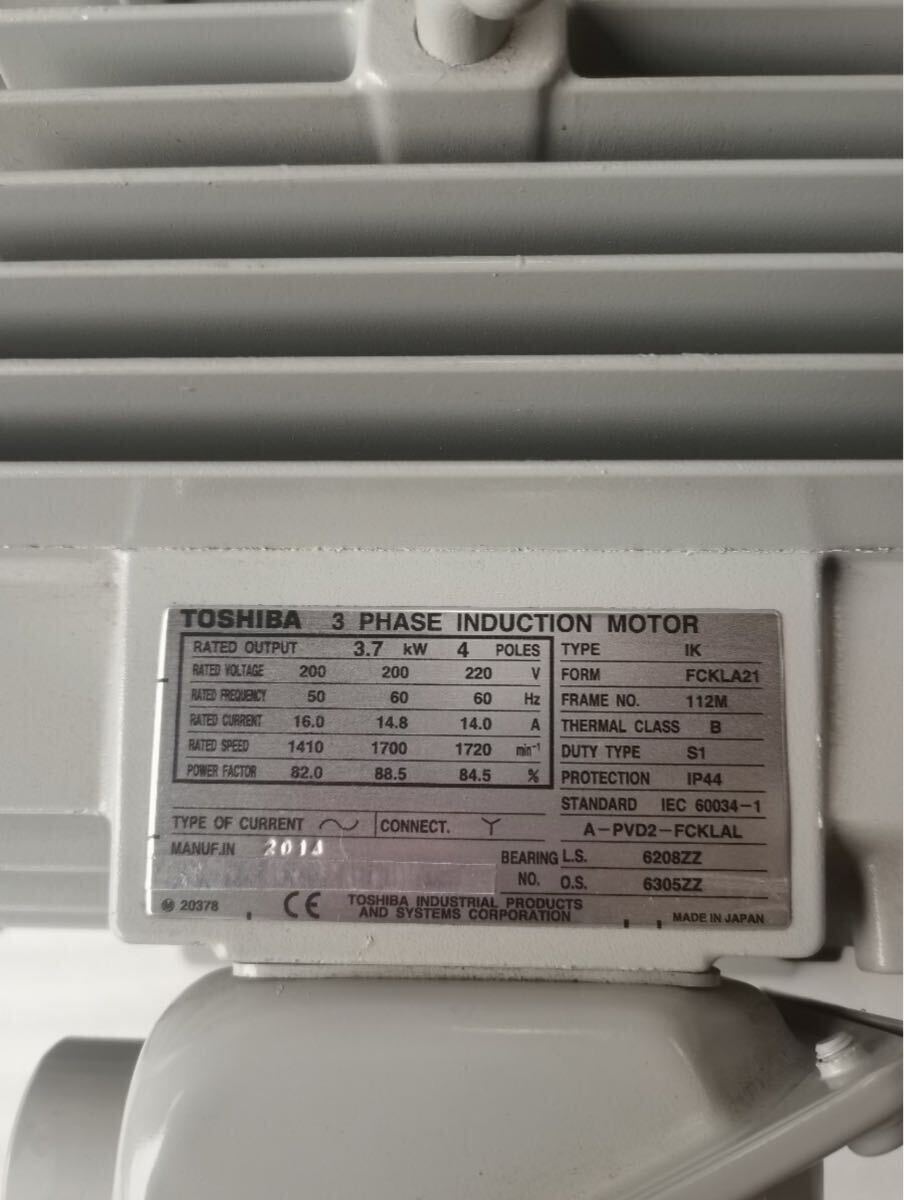 TOSHIBA 3 PHASE INDUCTION MOTOR
RATED OUTPUT 3.7 kW 4 POLES
RATED VOLTAGE 200 200 220 V
RATED FREQUENCY 50 60 60 Hz
RATED CURRENT 16.0 14.8 14.0 A
RATED SPEED 1410 1700 1720 min⁻¹
POWER FACTOR 82.0 88.5 84.5 %
TYPE IK
FORM FCKLA21
FRAME NO. 112M
THERMAL CLASS B
DUTY TYPE S1
PROTECTION IP44
STANDARD IEC 60034-1
TYPE OF CURRENT CONNECT. Y
A-PVD2-FCKLAL
MANUF.IN 2014
BEARING L.S. 6208ZZ
NO. O.S. 6305ZZ
M 20378
CE
TOSHIBA INDUSTRIAL PRODUCTS
AND SYSTEMS CORPORATION
MADE IN JAPAN